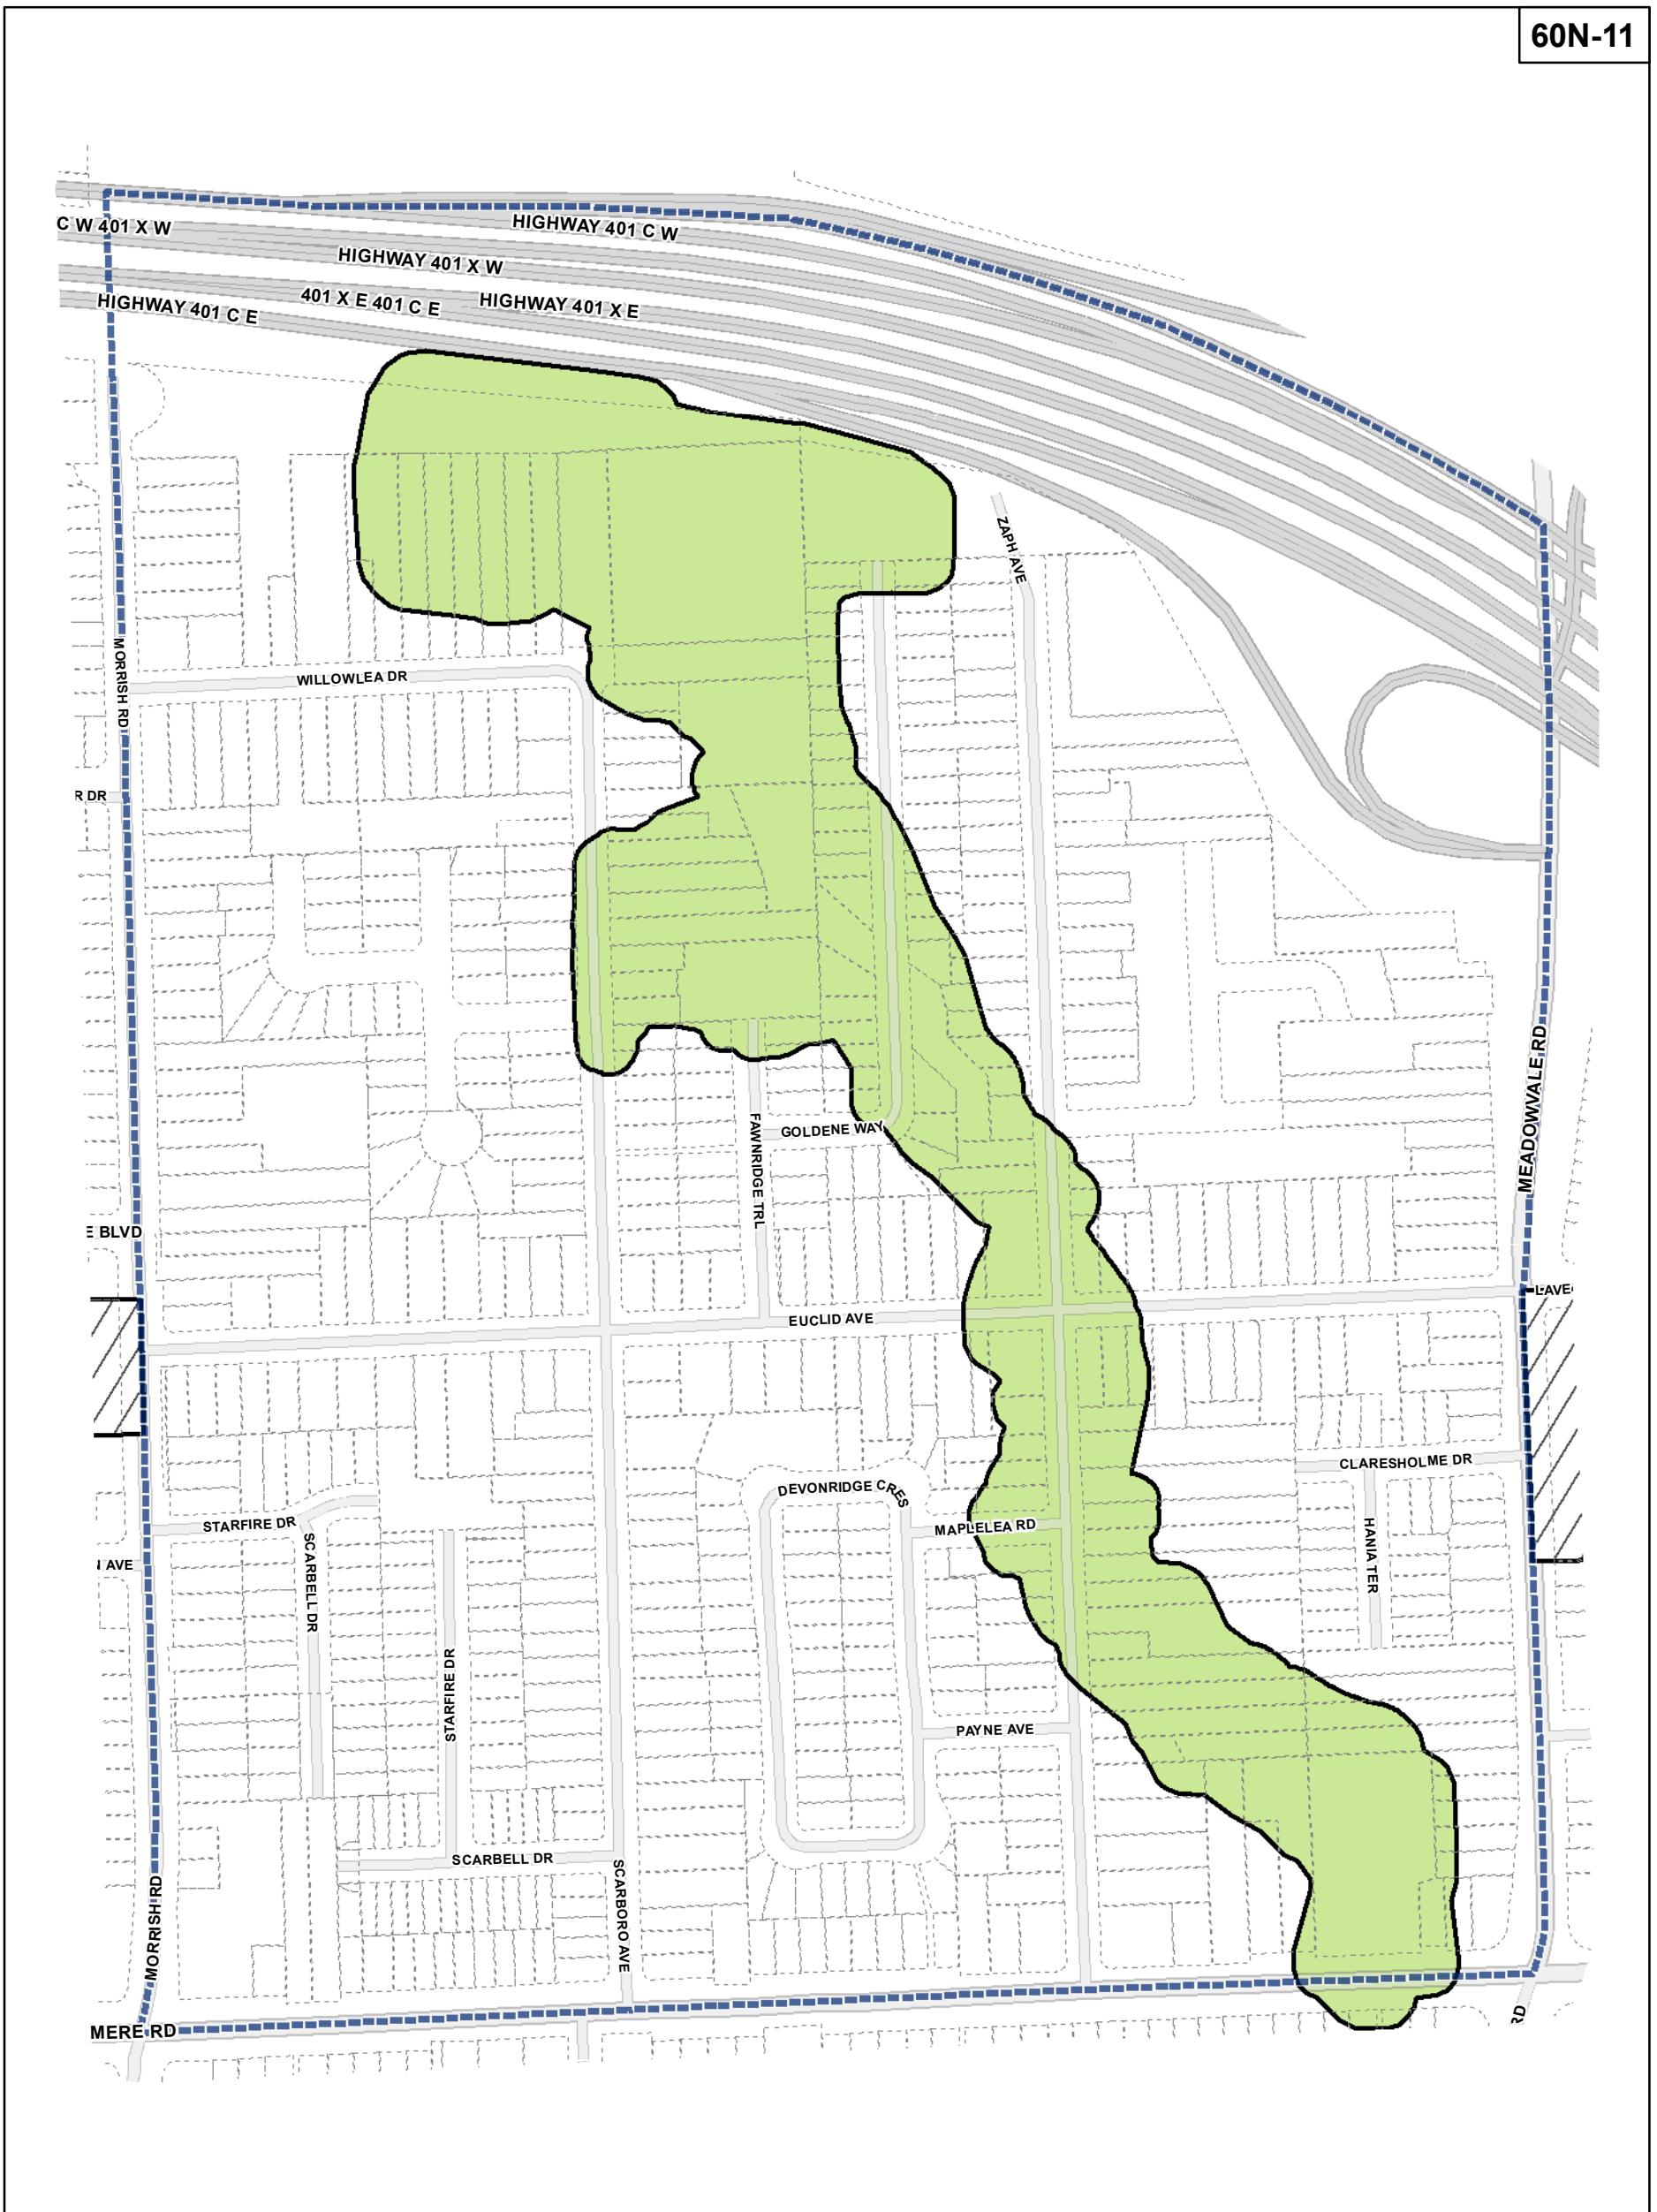 60N-11
HIGHWAY 401 C W
C W 401 X W
HIGHWAY 401 X W
401 X E 401 C E
HIGHWAY 401 X E
HIGHWAY 401 C E
ZAPH AVE
MORRISH RD
WILLOWLEA DR
R DR
MEADOWVALE RD
FAWNRIDGE TRL
GOLDENE WAY
E BLVD
L AVE
EUCLID AVE
CLARESHOLME DR
DEVONRIDGE CRES
MAPLELEA RD
STARFIRE DR
SCARBELL DR
HANIA TER
N AVE
STARFIRE DR
PAYNE AVE
SCARBELL DR
SCARBORO AVE
MORRISH RD
MERE RD
RD